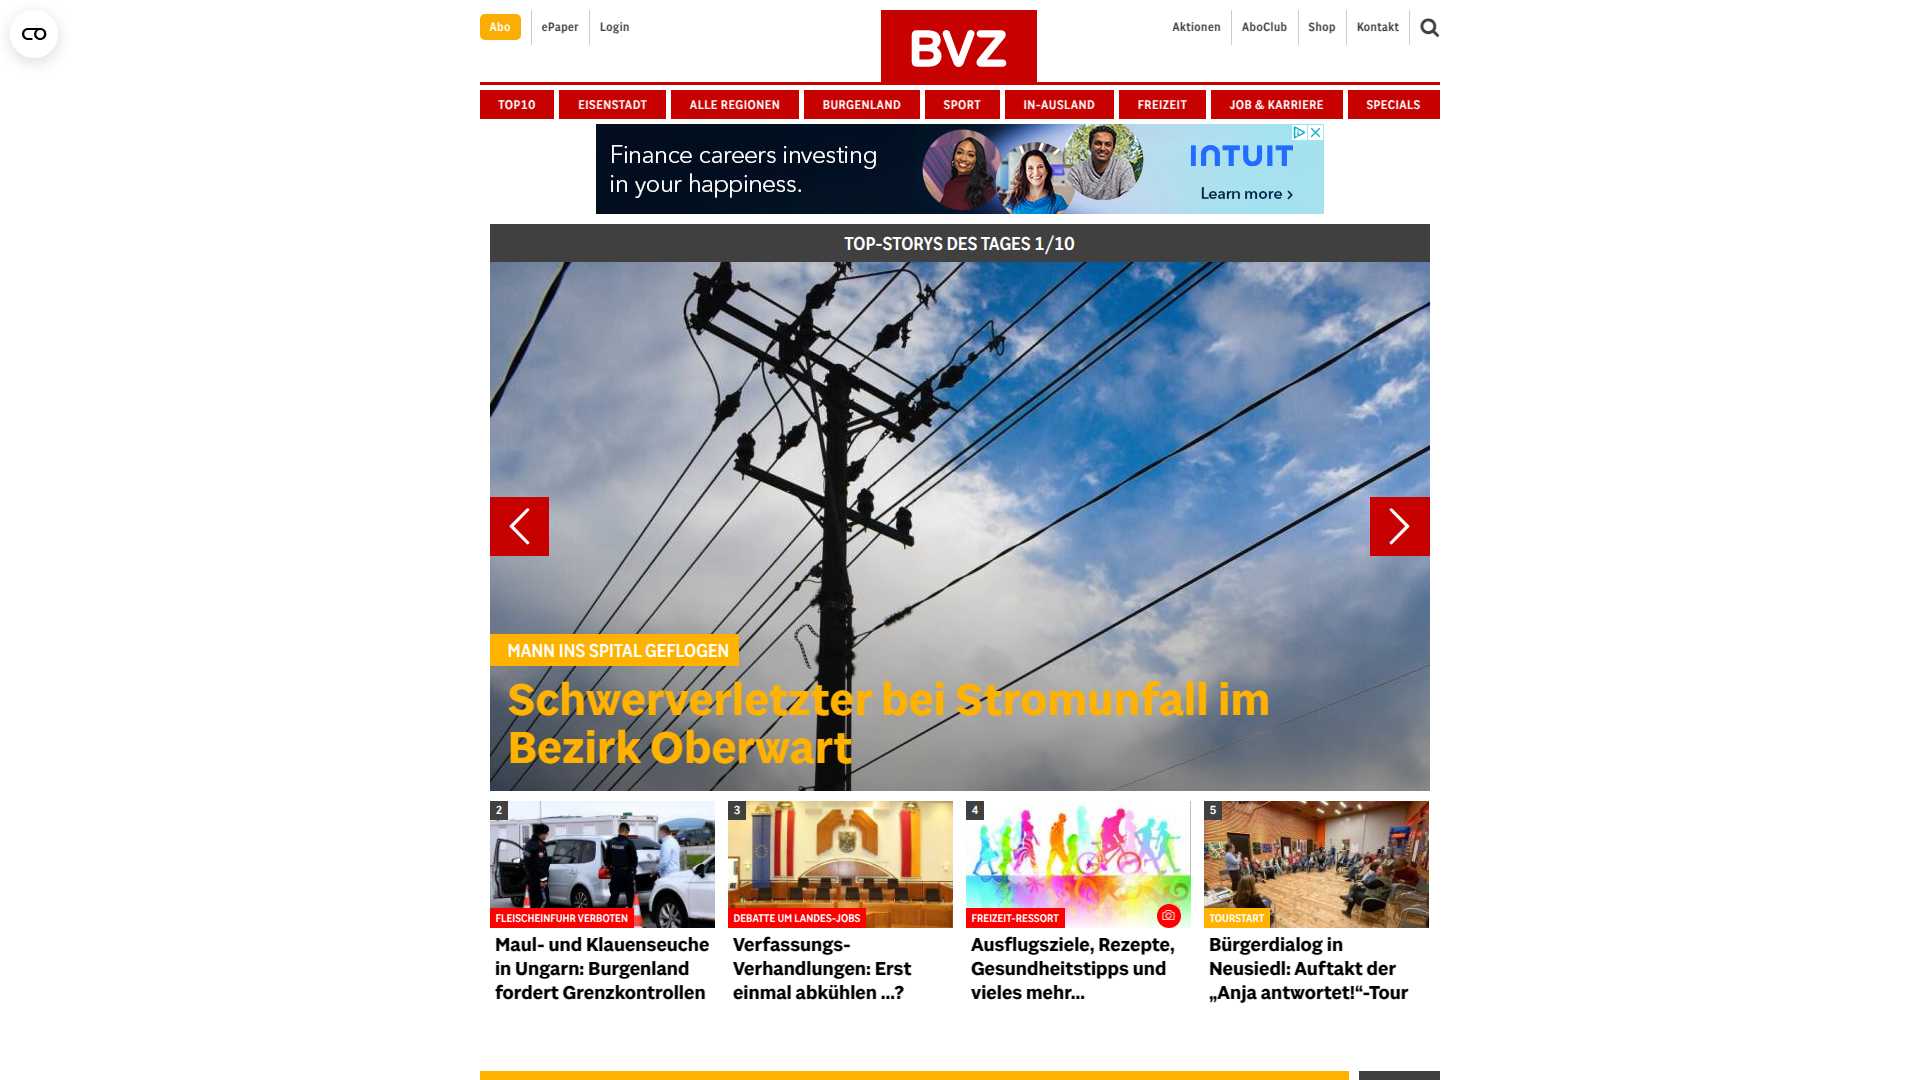 Abo
ePaper
Login
BVZ
Aktionen
AboClub
Shop
Kontakt
TOP10
EISENSTADT
ALLE REGIONEN
BURGENLAND
SPORT
IN-AUSLAND
FREIZEIT
JOB & KARRIERE
SPECIALS
Finance careers investing
in your happiness.
INTUIT
Learn more ›
TOP-STORYS DES TAGES 1/10
MANN INS SPITAL GEFLOGEN
Schwerverletzter bei Stromunfall im
Bezirk Oberwart
2
FLEISCHEINFUHR VERBOTEN
Maul- und Klauenseuche
in Ungarn: Burgenland
fordert Grenzkontrollen
3
DEBATTE UM LANDES-JOBS
Verfassungs-
Verhandlungen: Erst
einmal abkühlen ...?
4
FREIZEIT-RESSORT
Ausflugsziele, Rezepte,
Gesundheitstipps und
vieles mehr...
5
TOURSTART
Bürgerdialog in
Neusiedl: Auftakt der
„Anja antwortet!“-Tour